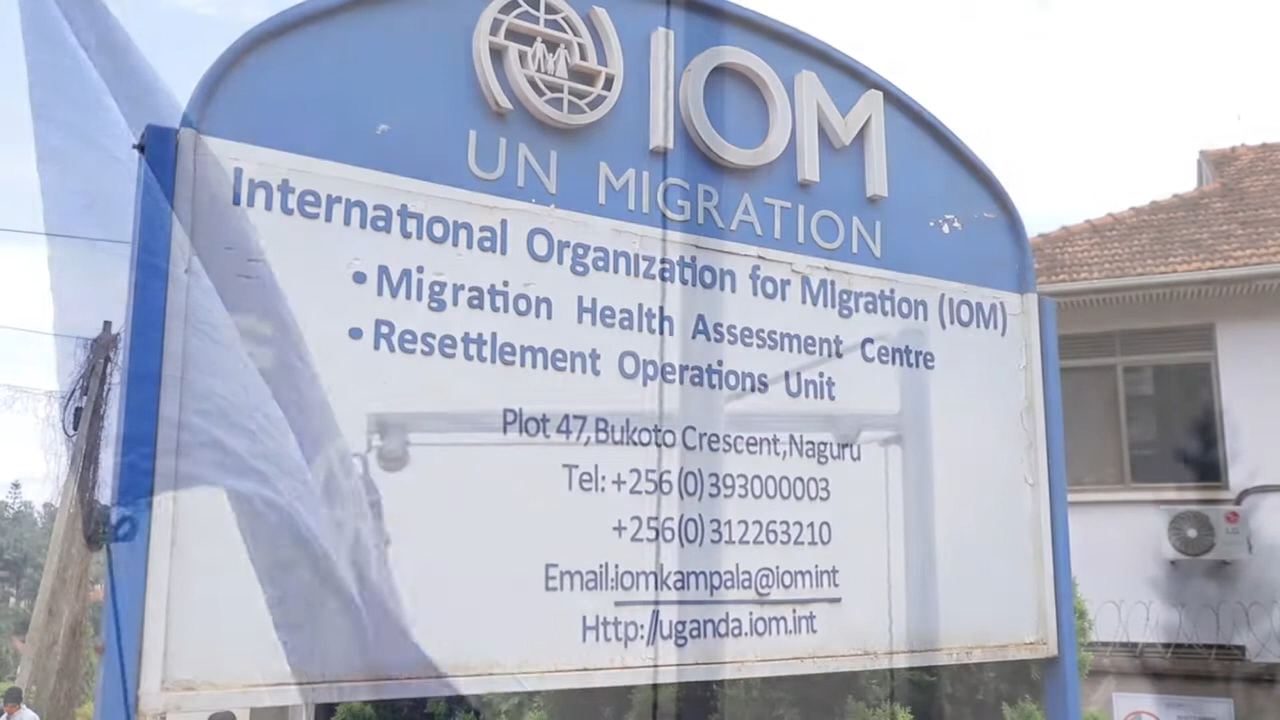 IOM
UN MIGRATION
International Organization for MIgration (IOM)
• Migration Health Assessment Centre
• Resettlement Operations Unit
Plot 47,Bukoto Crescent,Naguru
Tel: +256 (0) 393000003
+256(0) 312263210
Email:iomkampala@iomint
Http://uganda.iom.int
LG